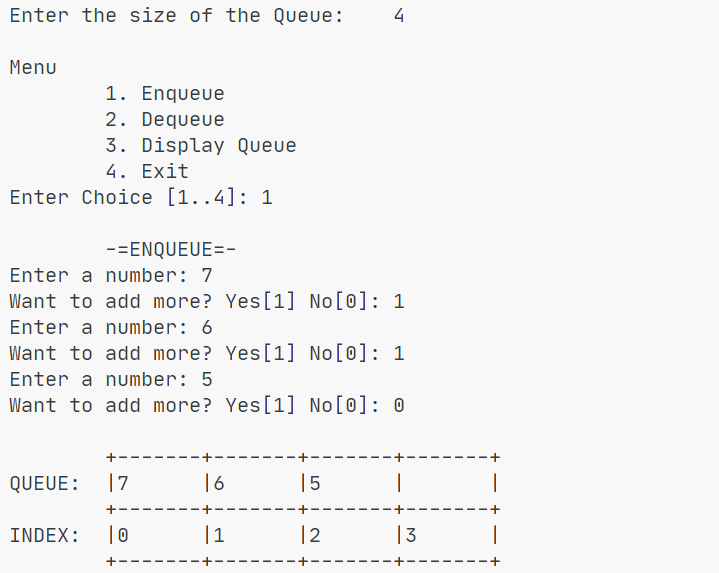 Enter the size of the Queue:    4
Menu
        1. Enqueue
        2. Dequeue
        3. Display Queue
        4. Exit
Enter Choice [1..4]: 1
        -=ENQUEUE=-
Enter a number: 7
Want to add more? Yes[1] No[0]: 1
Enter a number: 6
Want to add more? Yes[1] No[0]: 1
Enter a number: 5
Want to add more? Yes[1] No[0]: 0
        +-------+-------+-------+-------+
QUEUE:  |7      |6      |5      |       |
        +-------+-------+-------+-------+
INDEX:  |0      |1      |2      |3      |
        +-------+-------+-------+-------+